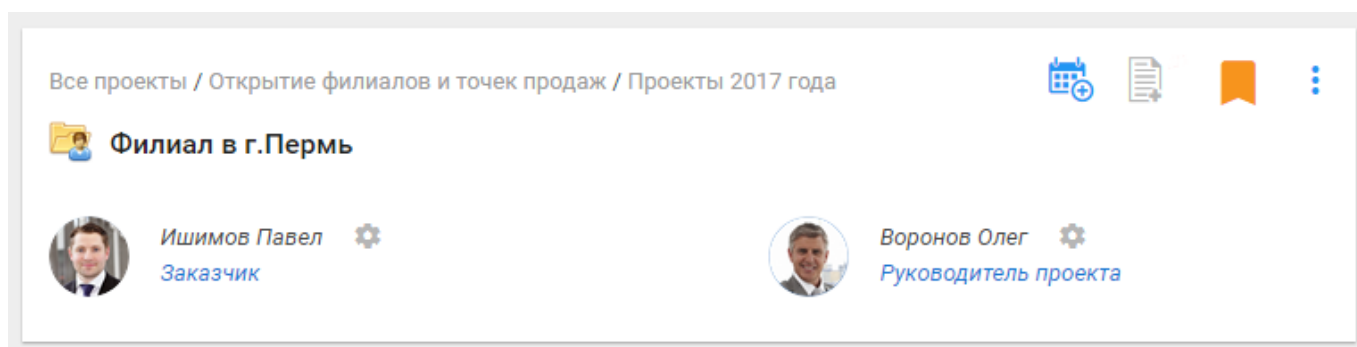 Все проекты / Открытие филиалов и точек продаж / Проекты 2017 года
Филиал в г.Пермь
Ишимов Павел
Воронов Олег
Заказчик
Руководитель проекта